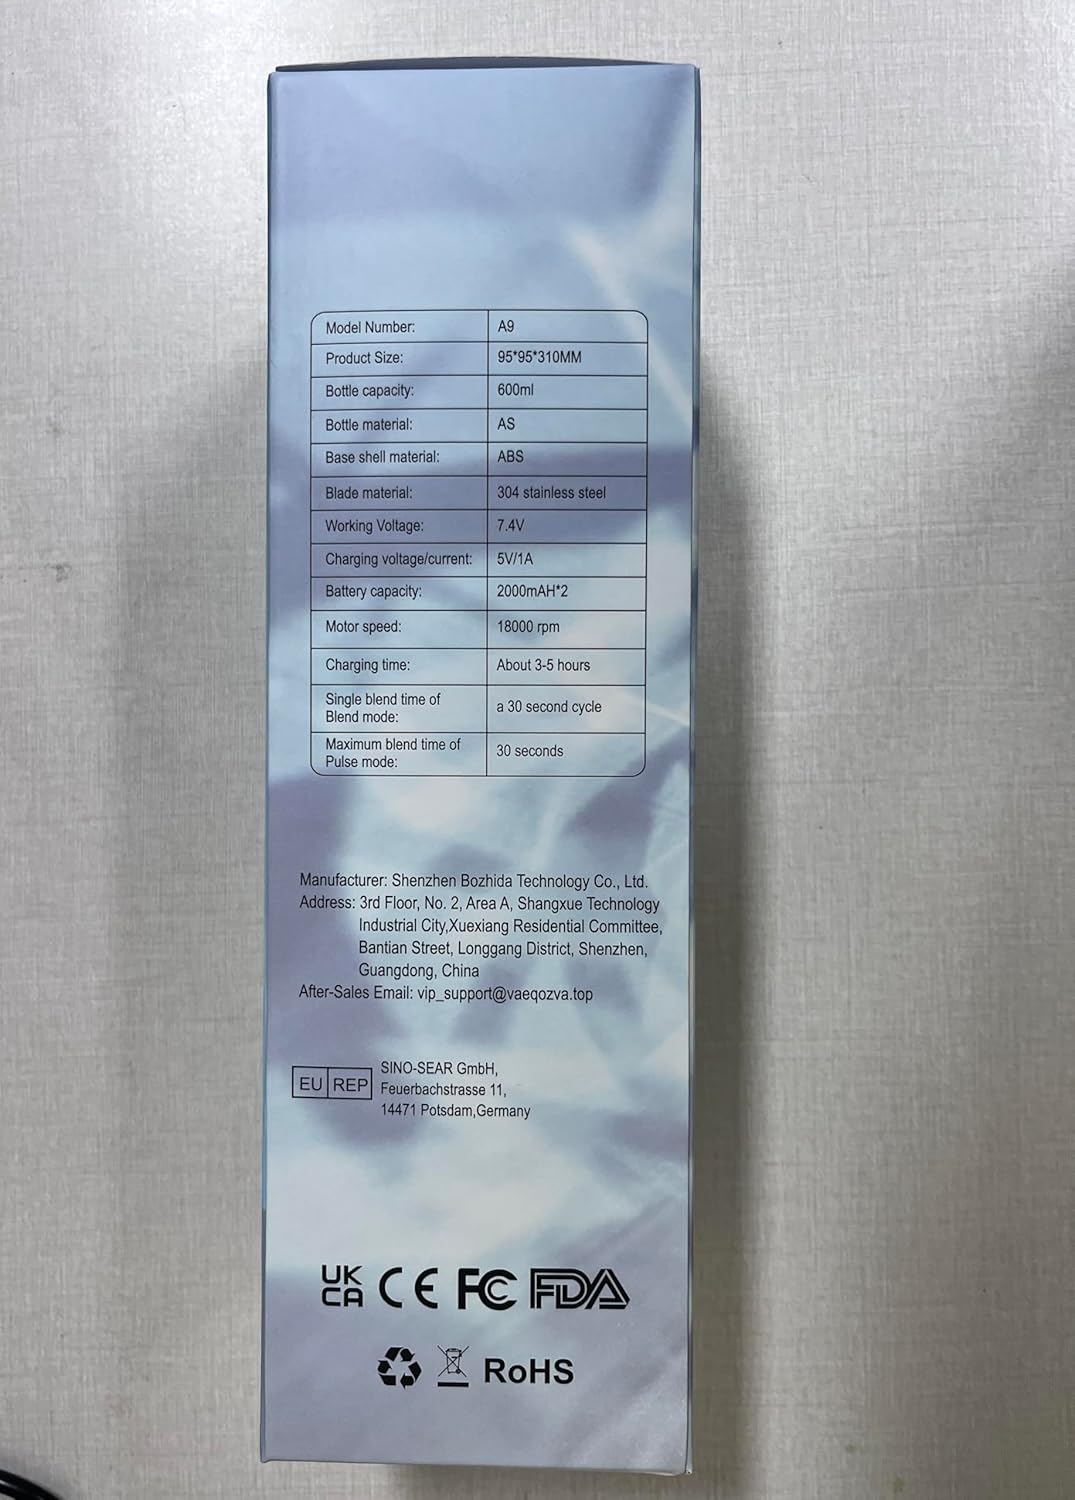 Model Number: A9
Product Size: 95*95*310MM
Bottle capacity: 600ml
Bottle material: AS
Base shell material: ABS
Blade material: 304 stainless steel
Working Voltage: 7.4V
Charging voltage/current: 5V/1A
Battery capacity: 2000mAH*2
Motor speed: 18000 rpm
Charging time: About 3-5 hours
Single blend time of
Blend mode: a 30 second cycle
Maximum blend time of
Pulse mode: 30 seconds
Manufacturer: Shenzhen Bozhida Technology Co., Ltd.
Address: 3rd Floor, No. 2, Area A, Shangxue Technology
Industrial City,Xuexiang Residential Committee,
Bantian Street, Longgang District, Shenzhen,
Guangdong, China
After-Sales Email: vip_support@vaeqozva.top
EU REP
SINO-SEAR GmbH,
Feuerbachstrasse 11,
14471 Potsdam,Germany
UK
CA CE FC FDA
RoHS